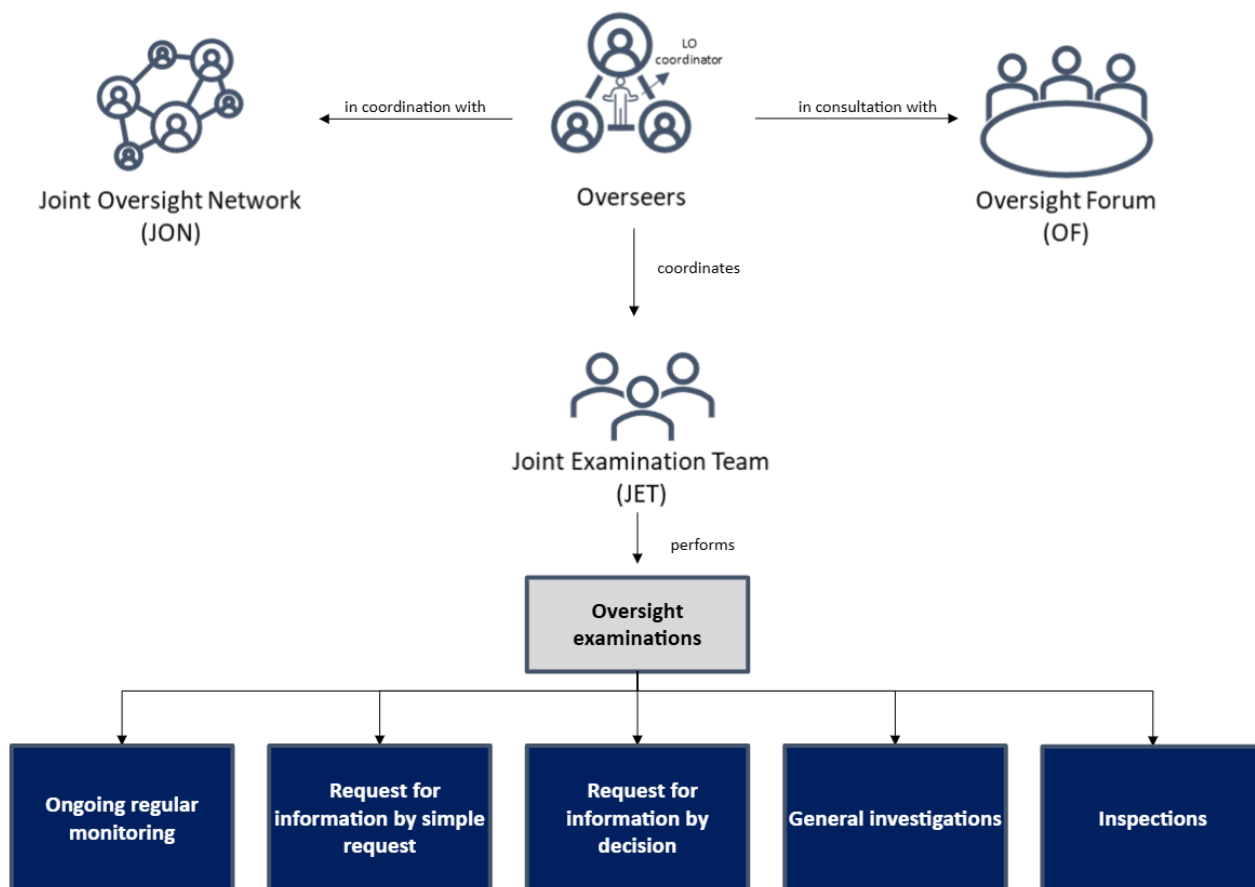 LO
coordinator
in coordination with
in consultation with
Joint Oversight Network
(JON)
Overseers
Oversight Forum
(OF)
coordinates
Joint Examination Team
(JET)
performs
Oversight
examinations
Ongoing regular
monitoring
Request for
information by simple
request
Request for
information by
decision
General investigations
Inspections